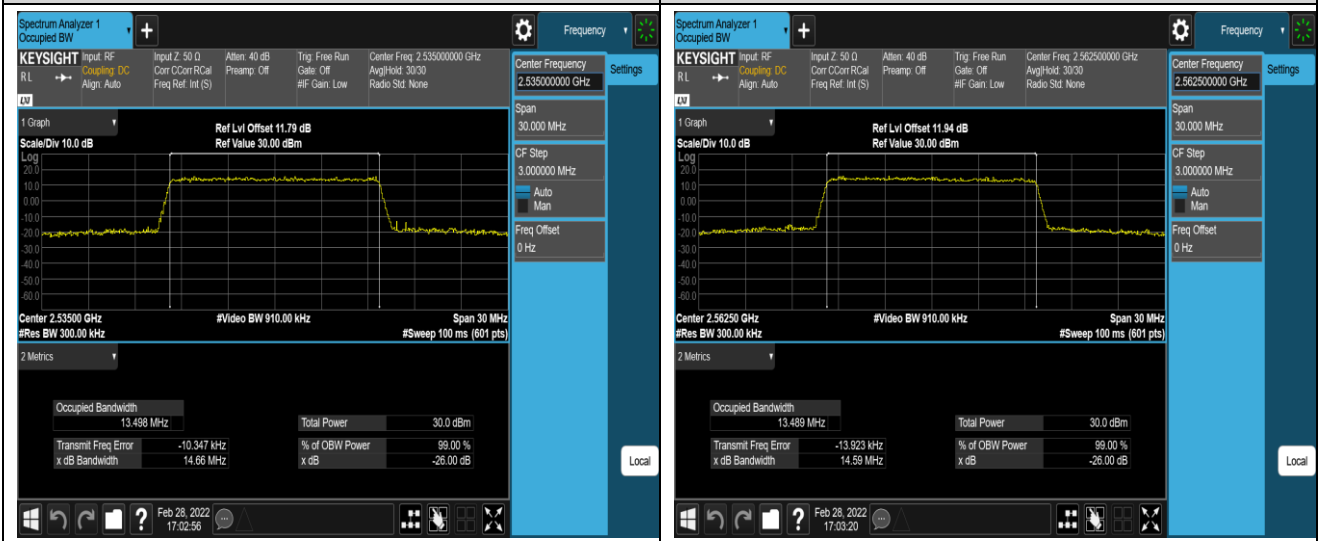 Spectrum Analyzer 1
Occupied BW
+
Frequency
KEYSIGHT Input: RF Input Z: 50 Ω Atten: 40 dB Trig: Free Run Center Freq: 2.535000000 GHz
Coupling: DC Corr CCorr RCal Preamp: Off Gate: Off Avg|Hold: 30/30
RL Align: Auto Freq Ref: Int (S) #IF Gain: Low Radio Std: None
LXI
1 Graph
Ref Lvl Offset 11.79 dB
Scale/Div 10.0 dB Ref Value 30.00 dBm
Log
20.0
10.0
0.00
-10.0
-20.0
-30.0
-40.0
-50.0
-60.0
Center 2.53500 GHz #Video BW 910.00 kHz Span 30 MHz
#Res BW 300.00 kHz #Sweep 100 ms (601 pts)
2 Metrics
Occupied Bandwidth
13.498 MHz Total Power 30.0 dBm
Transmit Freq Error -10.347 kHz % of OBW Power 99.00 %
x dB Bandwidth 14.66 MHz x dB -26.00 dB
Center Frequency
2.535000000 GHz
Settings
Span
30.000 MHz
CF Step
3.000000 MHz
Auto
Man
Freq Offset
0 Hz
Local
? Feb 28, 2022
17:02:56
Spectrum Analyzer 1
Occupied BW
+
Frequency
KEYSIGHT Input: RF Input Z: 50 Ω Atten: 40 dB Trig: Free Run Center Freq: 2.562500000 GHz
Coupling: DC Corr CCorr RCal Preamp: Off Gate: Off Avg|Hold: 30/30
RL Align: Auto Freq Ref: Int (S) #IF Gain: Low Radio Std: None
LXI
1 Graph
Ref Lvl Offset 11.94 dB
Scale/Div 10.0 dB Ref Value 30.00 dBm
Log
20.0
10.0
0.00
-10.0
-20.0
-30.0
-40.0
-50.0
-60.0
Center 2.56250 GHz #Video BW 910.00 kHz Span 30 MHz
#Res BW 300.00 kHz #Sweep 100 ms (601 pts)
2 Metrics
Occupied Bandwidth
13.489 MHz Total Power 30.0 dBm
Transmit Freq Error -13.923 kHz % of OBW Power 99.00 %
x dB Bandwidth 14.59 MHz x dB -26.00 dB
Center Frequency
2.562500000 GHz
Settings
Span
30.000 MHz
CF Step
3.000000 MHz
Auto
Man
Freq Offset
0 Hz
Local
? Feb 28, 2022
17:03:20